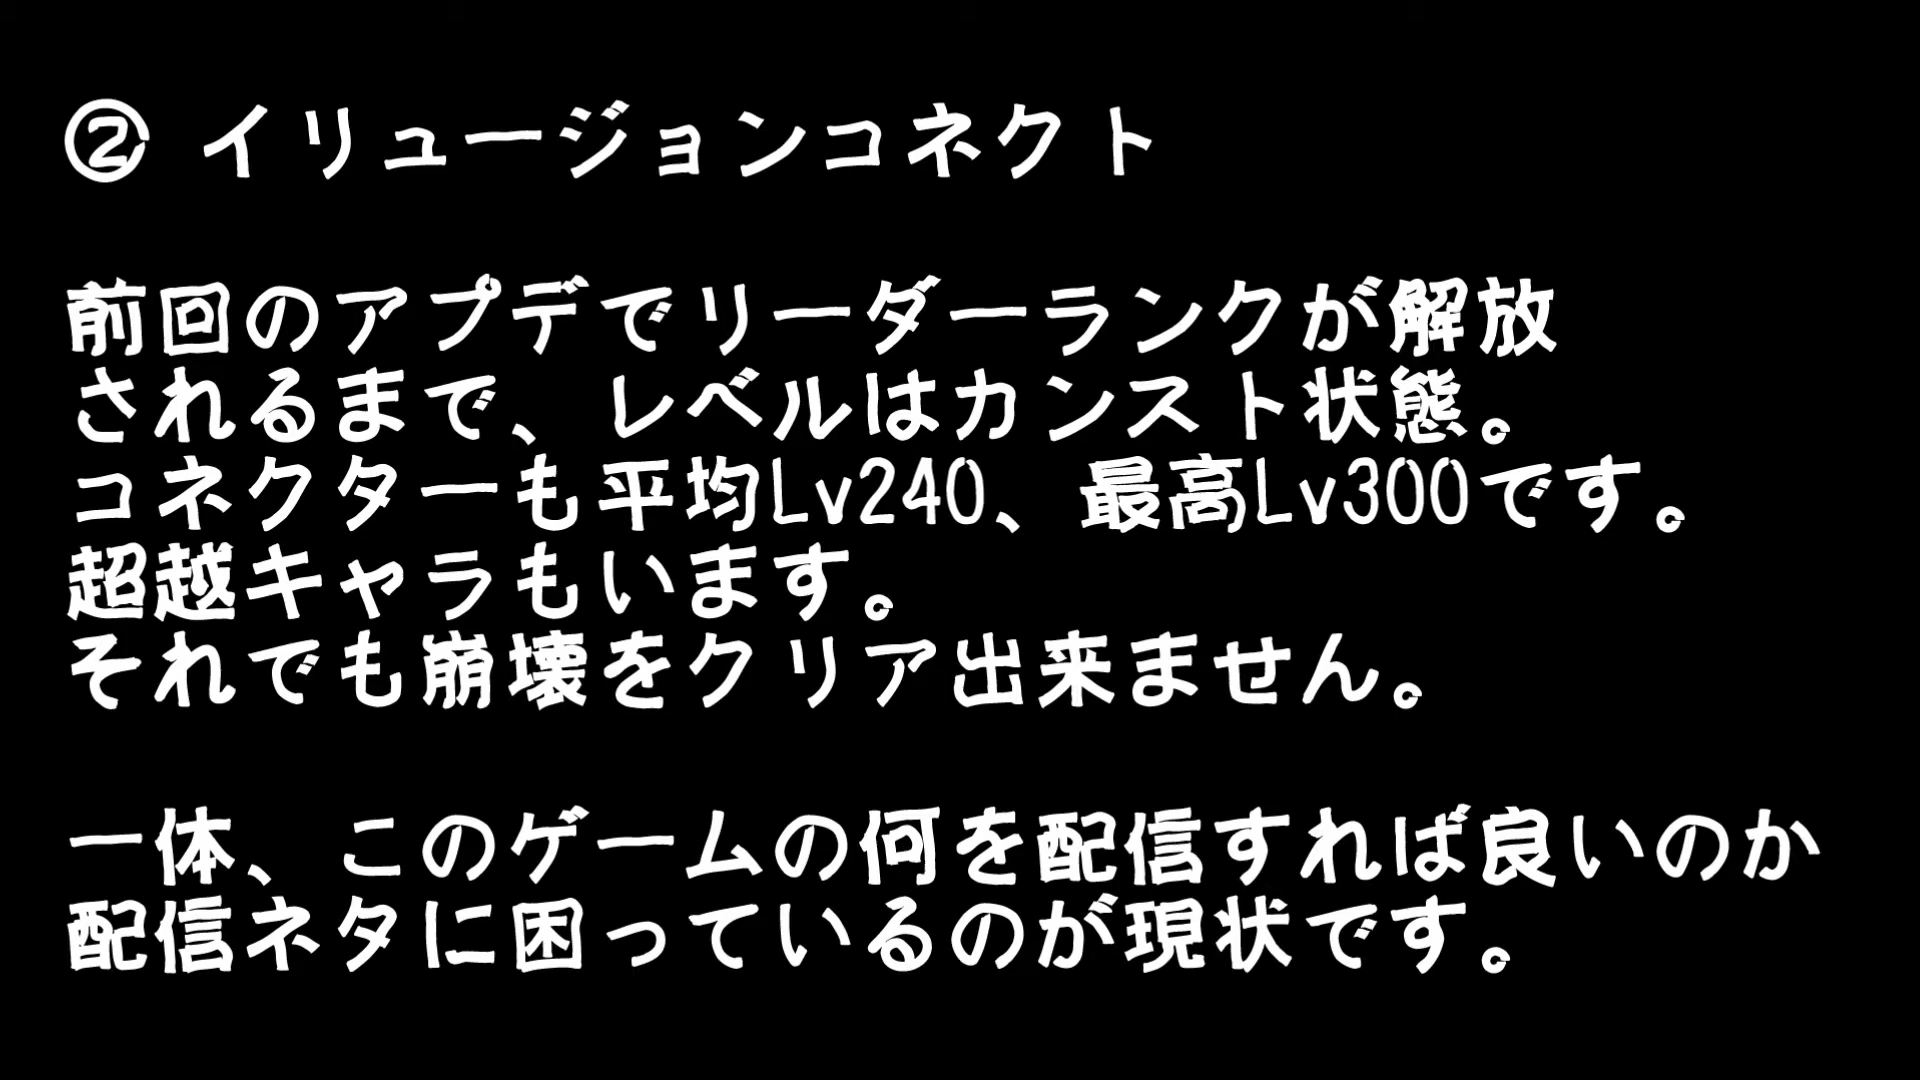 ② イリュージョンコネクト
前回のアプデでリーダーランクが解放
されるまで、レベルはカンスト状態。
コネクターも平均Lv240、最高Lv300です。
超越キャラもいます。
それでも崩壊をクリア出来ません。
一体、このゲームの何を配信すれば良いのか
配信ネタに困っているのが現状です。